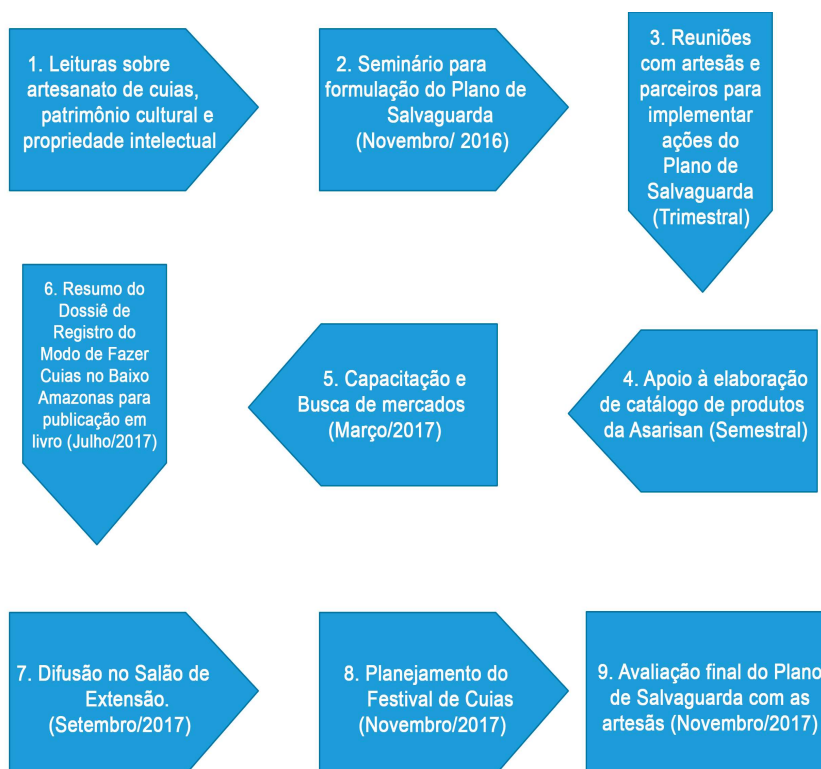 1. Leituras sobre
artesanato de cuias,
patrimônio cultural e
propriedade intelectual
2. Seminário para
formulação do Plano de
Salvaguarda
(Novembro/ 2016)
3. Reuniões
com artesãs e
parceiros para
implementar
ações do
Plano de
Salvaguarda
(Trimestral)
4. Apoio à elaboração
de catálogo de produtos
da Asarisan (Semestral)
5. Capacitação e
Busca de mercados
(Março/2017)
6. Resumo do
Dossiê de
Registro do
Modo de Fazer
Cuias no Baixo
Amazonas para
publicação em
livro (Julho/2017)
7. Difusão no Salão de
Extensão.
(Setembro/2017)
8. Planejamento do
Festival de Cuias
(Novembro/2017)
9. Avaliação final do Plano
de Salvaguarda com as
artesãs (Novembro/2017)